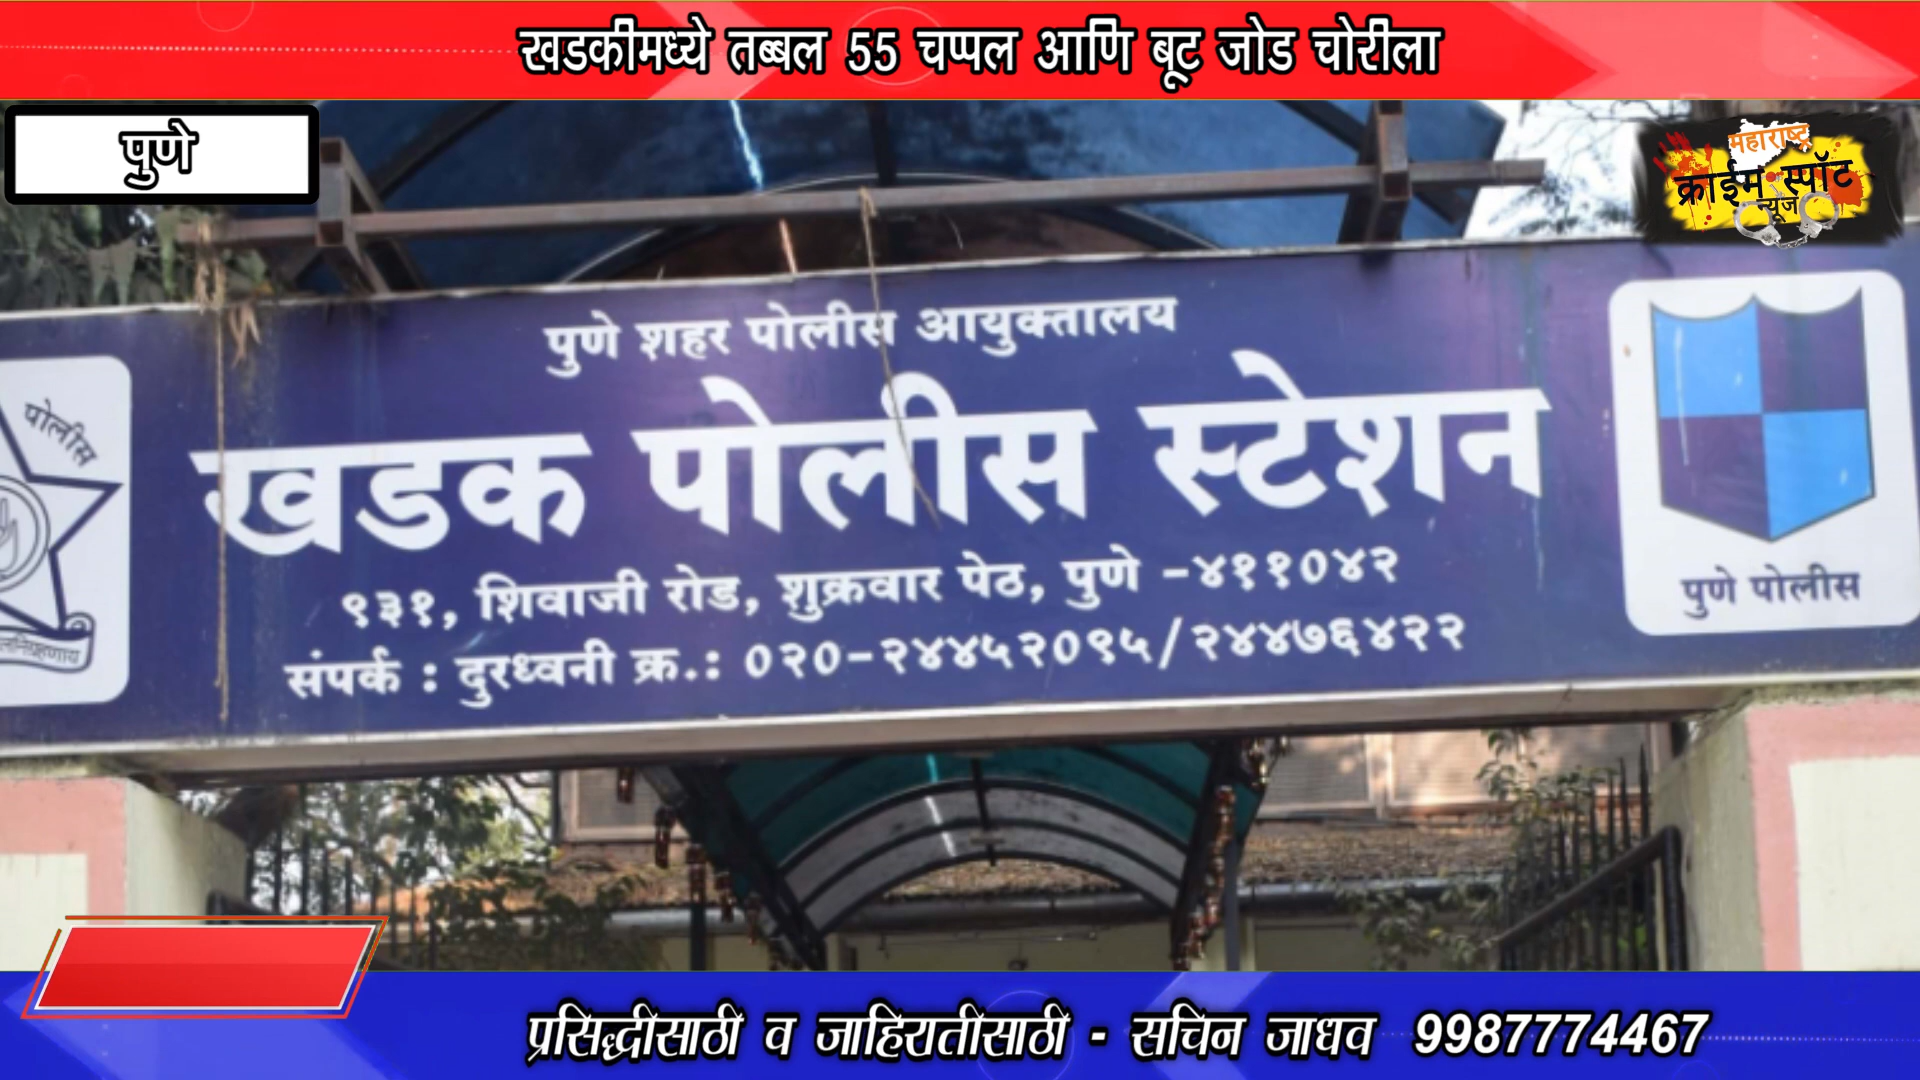 खडकीमध्ये तब्बल 55 चप्पल आणि बूट जोड चोरीला
पुणे
महाराष्ट्र
क्राईम स्पॉट
न्यूज
पुणे शहर पोलीस आयुक्तालय
खडक पोलीस स्टेशन
९३१, शिवाजी रोड, शुक्रवार पेठ, पुणे -४११०४२
संपर्क : दुरध्वनी क्र.: ०२०-२४४५२०९५/२४४७६४२२
पोलीस
पुणे पोलीस
प्रसिद्धीसाठी व जाहिरातीसाठी - सचिन जाधव 9987774467